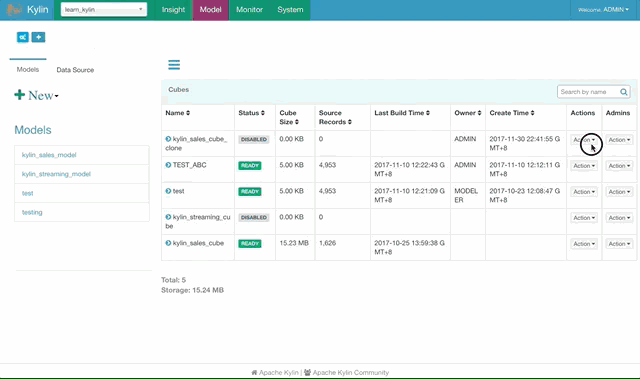 Kylin learn_kylin Insight Model Monitor System Welcome, ADMIN
Models Data Source
New
Models
kylin_sales_model
kylin_streaming_model
test
testing
Cubes Search by name
Name Status Cube Size Source Records Last Build Time Owner Create Time Actions Admins
kylin_sales_cube_clone DISABLED 0.00 KB 0 ADMIN 2017-11-30 22:41:55 GMT+8 Action Action
TEST_ABC READY 5.00 KB 4,953 2017-11-10 12:22:43 GMT+8 ADMIN 2017-11-10 12:12:11 GMT+8 Action Action
test READY 5.00 KB 4,953 2017-11-10 12:21:09 GMT+8 MODELER 2017-10-23 12:08:47 GMT+8 Action Action
kylin_streaming_cube DISABLED 0.00 KB 0 Action Action
kylin_sales_cube READY 15.23 MB 1,626 2017-10-25 13:59:38 GMT+8 Action Action
Total: 5
Storage: 15.24 MB
Apache Kylin | Apache Kylin Community